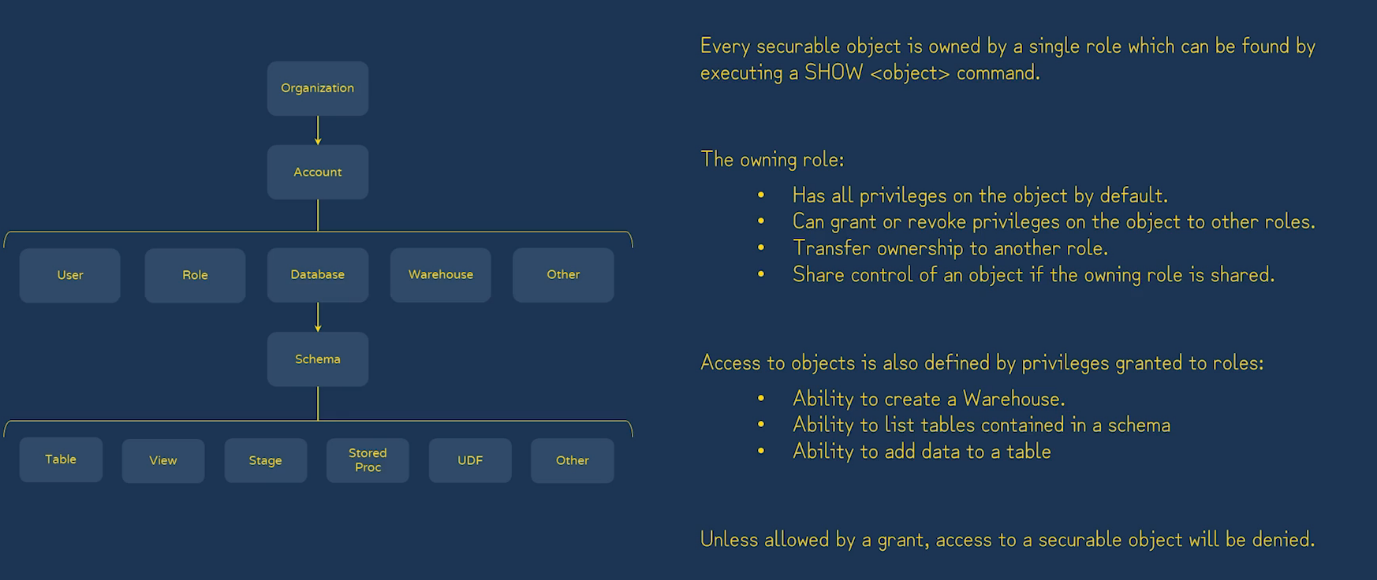 Organization
Account
User
Role
Database
Warehouse
Other
Schema
Table
View
Stage
Stored
Proc
UDF
Other
Every securable object is owned by a single role which can be found by
executing a SHOW <object> command.
The owning role:
• Has all privileges on the object by default.
• Can grant or revoke privileges on the object to other roles.
• Transfer ownership to another role.
• Share control of an object if the owning role is shared.
Access to objects is also defined by privileges granted to roles:
• Ability to create a Warehouse.
• Ability to list tables contained in a schema
• Ability to add data to a table
Unless allowed by a grant, access to a securable object will be denied.